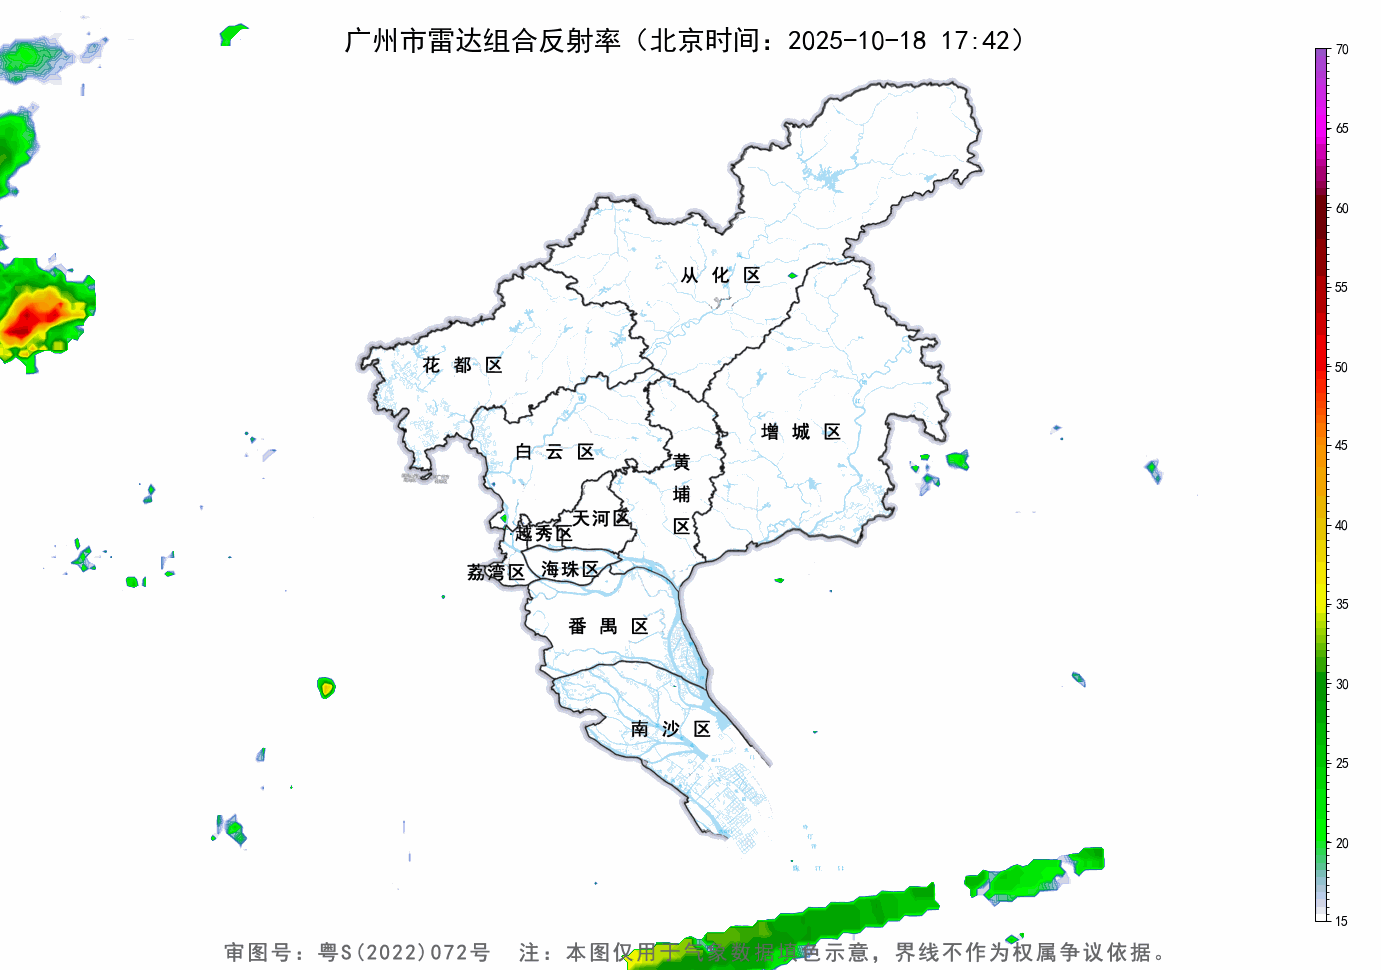 广州市雷达组合反射率（北京时间：2025-10-18 17:42）
70
65
60
55
50
45
40
35
30
25
20
15
从化区
花都区
增城区
白云区
黄埔区
天河区
越秀区
荔湾区
海珠区
番禺区
南沙区
审图号：粤S(2022)072号 注：本图仅用于气象数据填色示意，界线不作为权属争议依据。